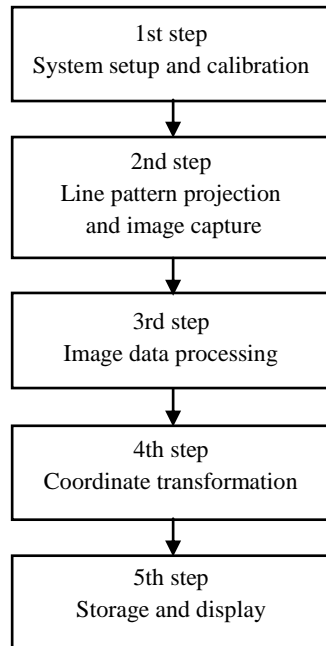 1st step
System setup and calibration
2nd step
Line pattern projection
and image capture
3rd step
Image data processing
4th step
Coordinate transformation
5th step
Storage and display